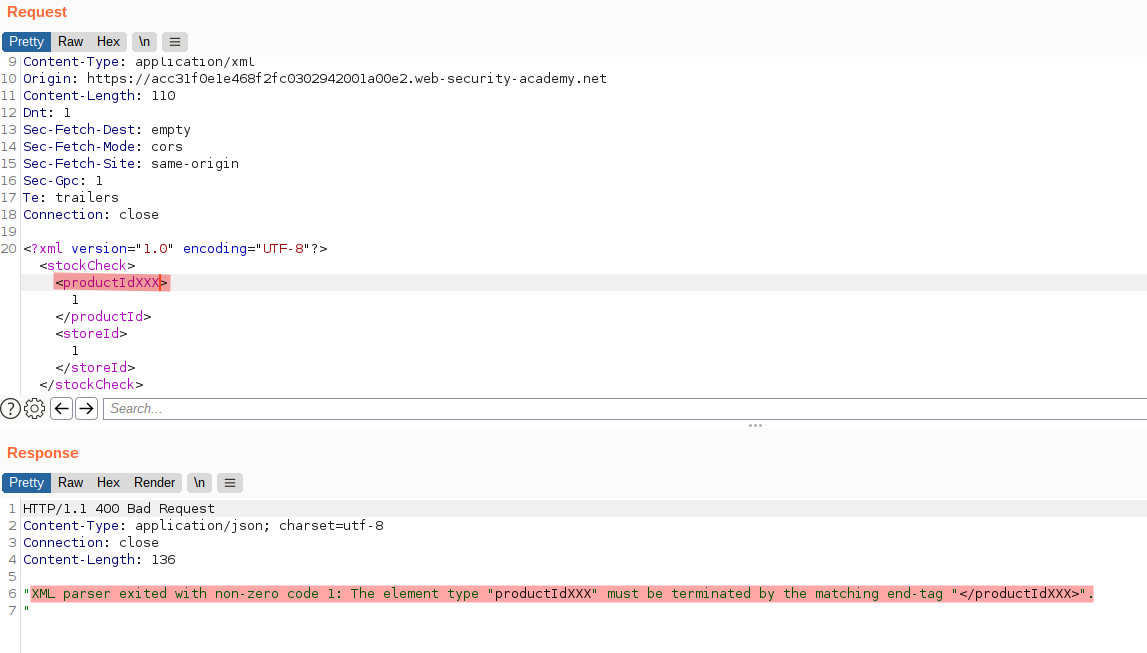 Request
Pretty Raw Hex \n ≡
9 Content-Type: application/xml
10 Origin: https://acc31f0e1e468f2fc0302942001a00e2.web-security-academy.net
11 Content-Length: 110
12 Dnt: 1
13 Sec-Fetch-Dest: empty
14 Sec-Fetch-Mode: cors
15 Sec-Fetch-Site: same-origin
16 Sec-Gpc: 1
17 Te: trailers
18 Connection: close
19
20 <?xml version="1.0" encoding="UTF-8"?>
<stockCheck>
<productIdXXX>
1
</productId>
<storeId>
1
</storeId>
</stockCheck>
? ← → Search...
Response
Pretty Raw Hex Render \n ≡
1 HTTP/1.1 400 Bad Request
2 Content-Type: application/json; charset=utf-8
3 Connection: close
4 Content-Length: 136
5
6 "XML parser exited with non-zero code 1: The element type "productIdXXX" must be terminated by the matching end-tag "</productIdXXX>".
7 "